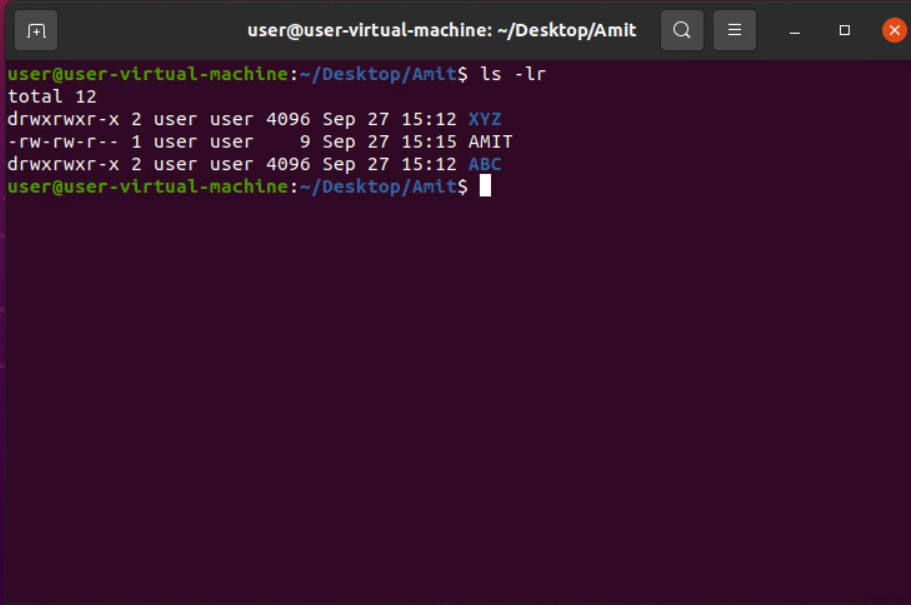 user@user-virtual-machine: ~/Desktop/Amit
user@user-virtual-machine:~/Desktop/Amit$ ls -lr
total 12
drwxrwxr-x 2 user user 4096 Sep 27 15:12 XYZ
-rw-rw-r-- 1 user user    9 Sep 27 15:15 AMIT
drwxrwxr-x 2 user user 4096 Sep 27 15:12 ABC
user@user-virtual-machine:~/Desktop/Amit$